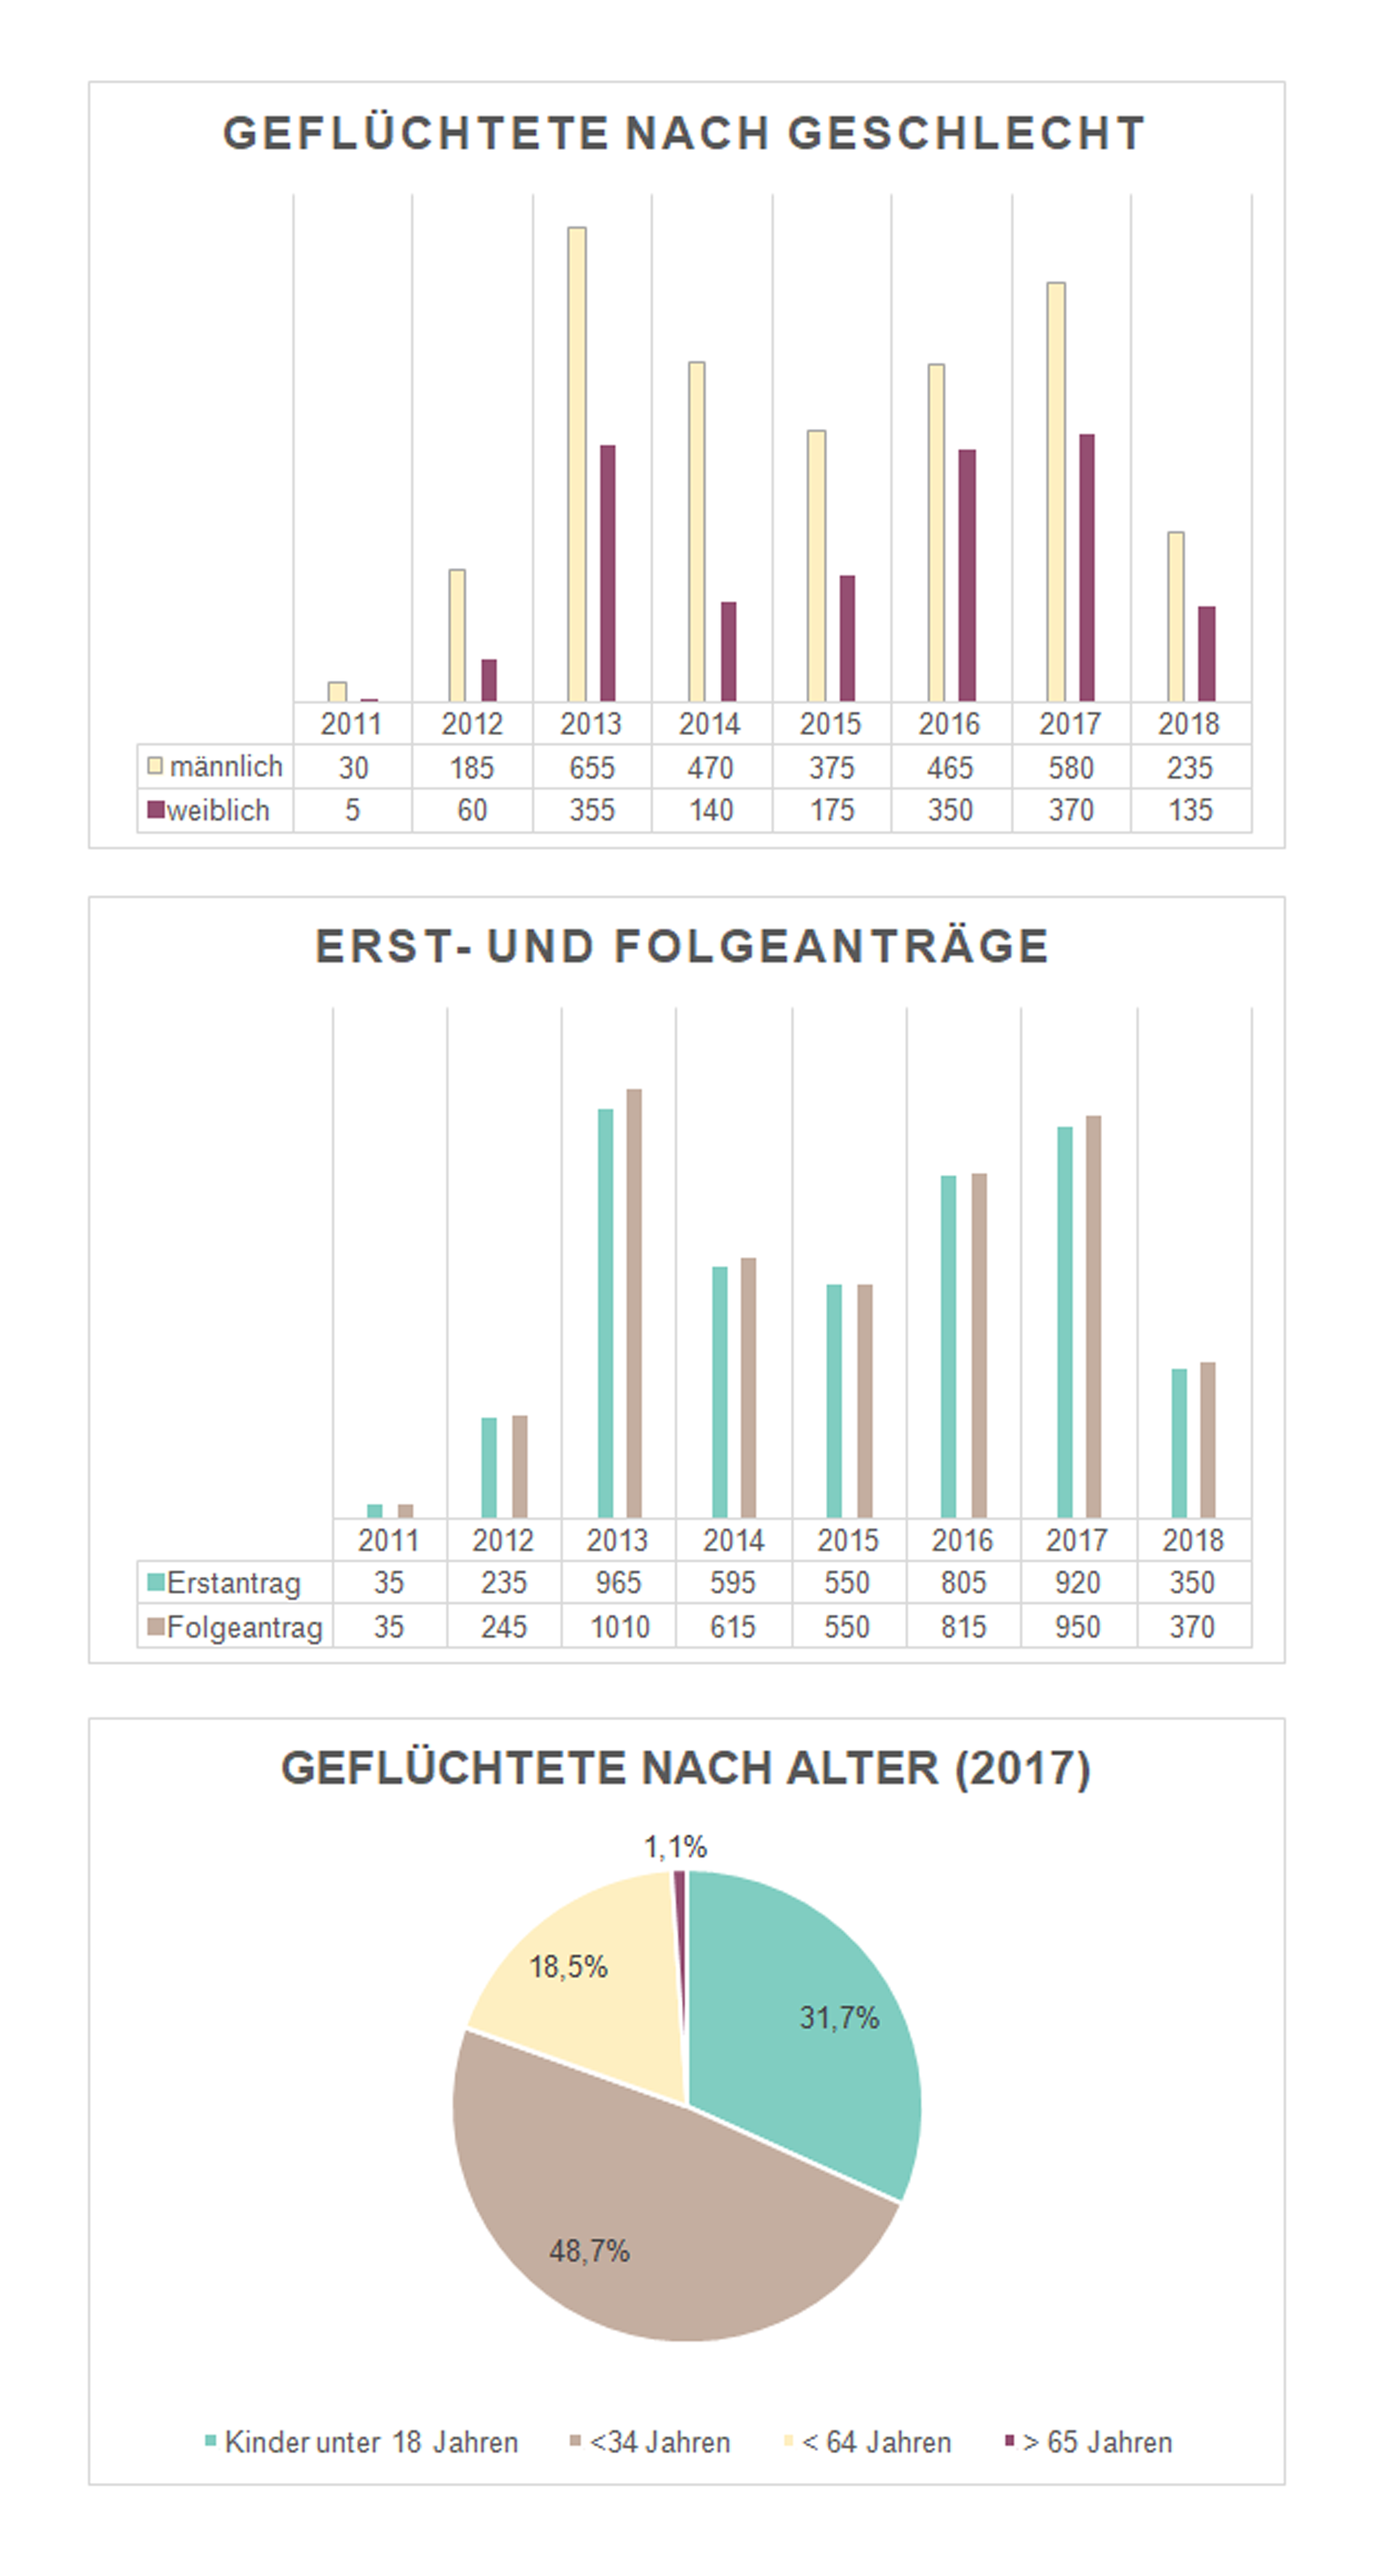 GEFLÜCHTETE NACH GESCHLECHT
2011 2012 2013 2014 2015 2016 2017 2018
männlich 30 185 655 470 375 465 580 235
weiblich 5 60 355 140 175 350 370 135
ERST- UND FOLGEANTRÄGE
2011 2012 2013 2014 2015 2016 2017 2018
Erstantrag 35 235 965 595 550 805 920 350
Folgeantrag 35 245 1010 615 550 815 950 370
GEFLÜCHTETE NACH ALTER (2017)
1,1%
18,5%
31,7%
48,7%
Kinder unter 18 Jahren <34 Jahren < 64 Jahren > 65 Jahren